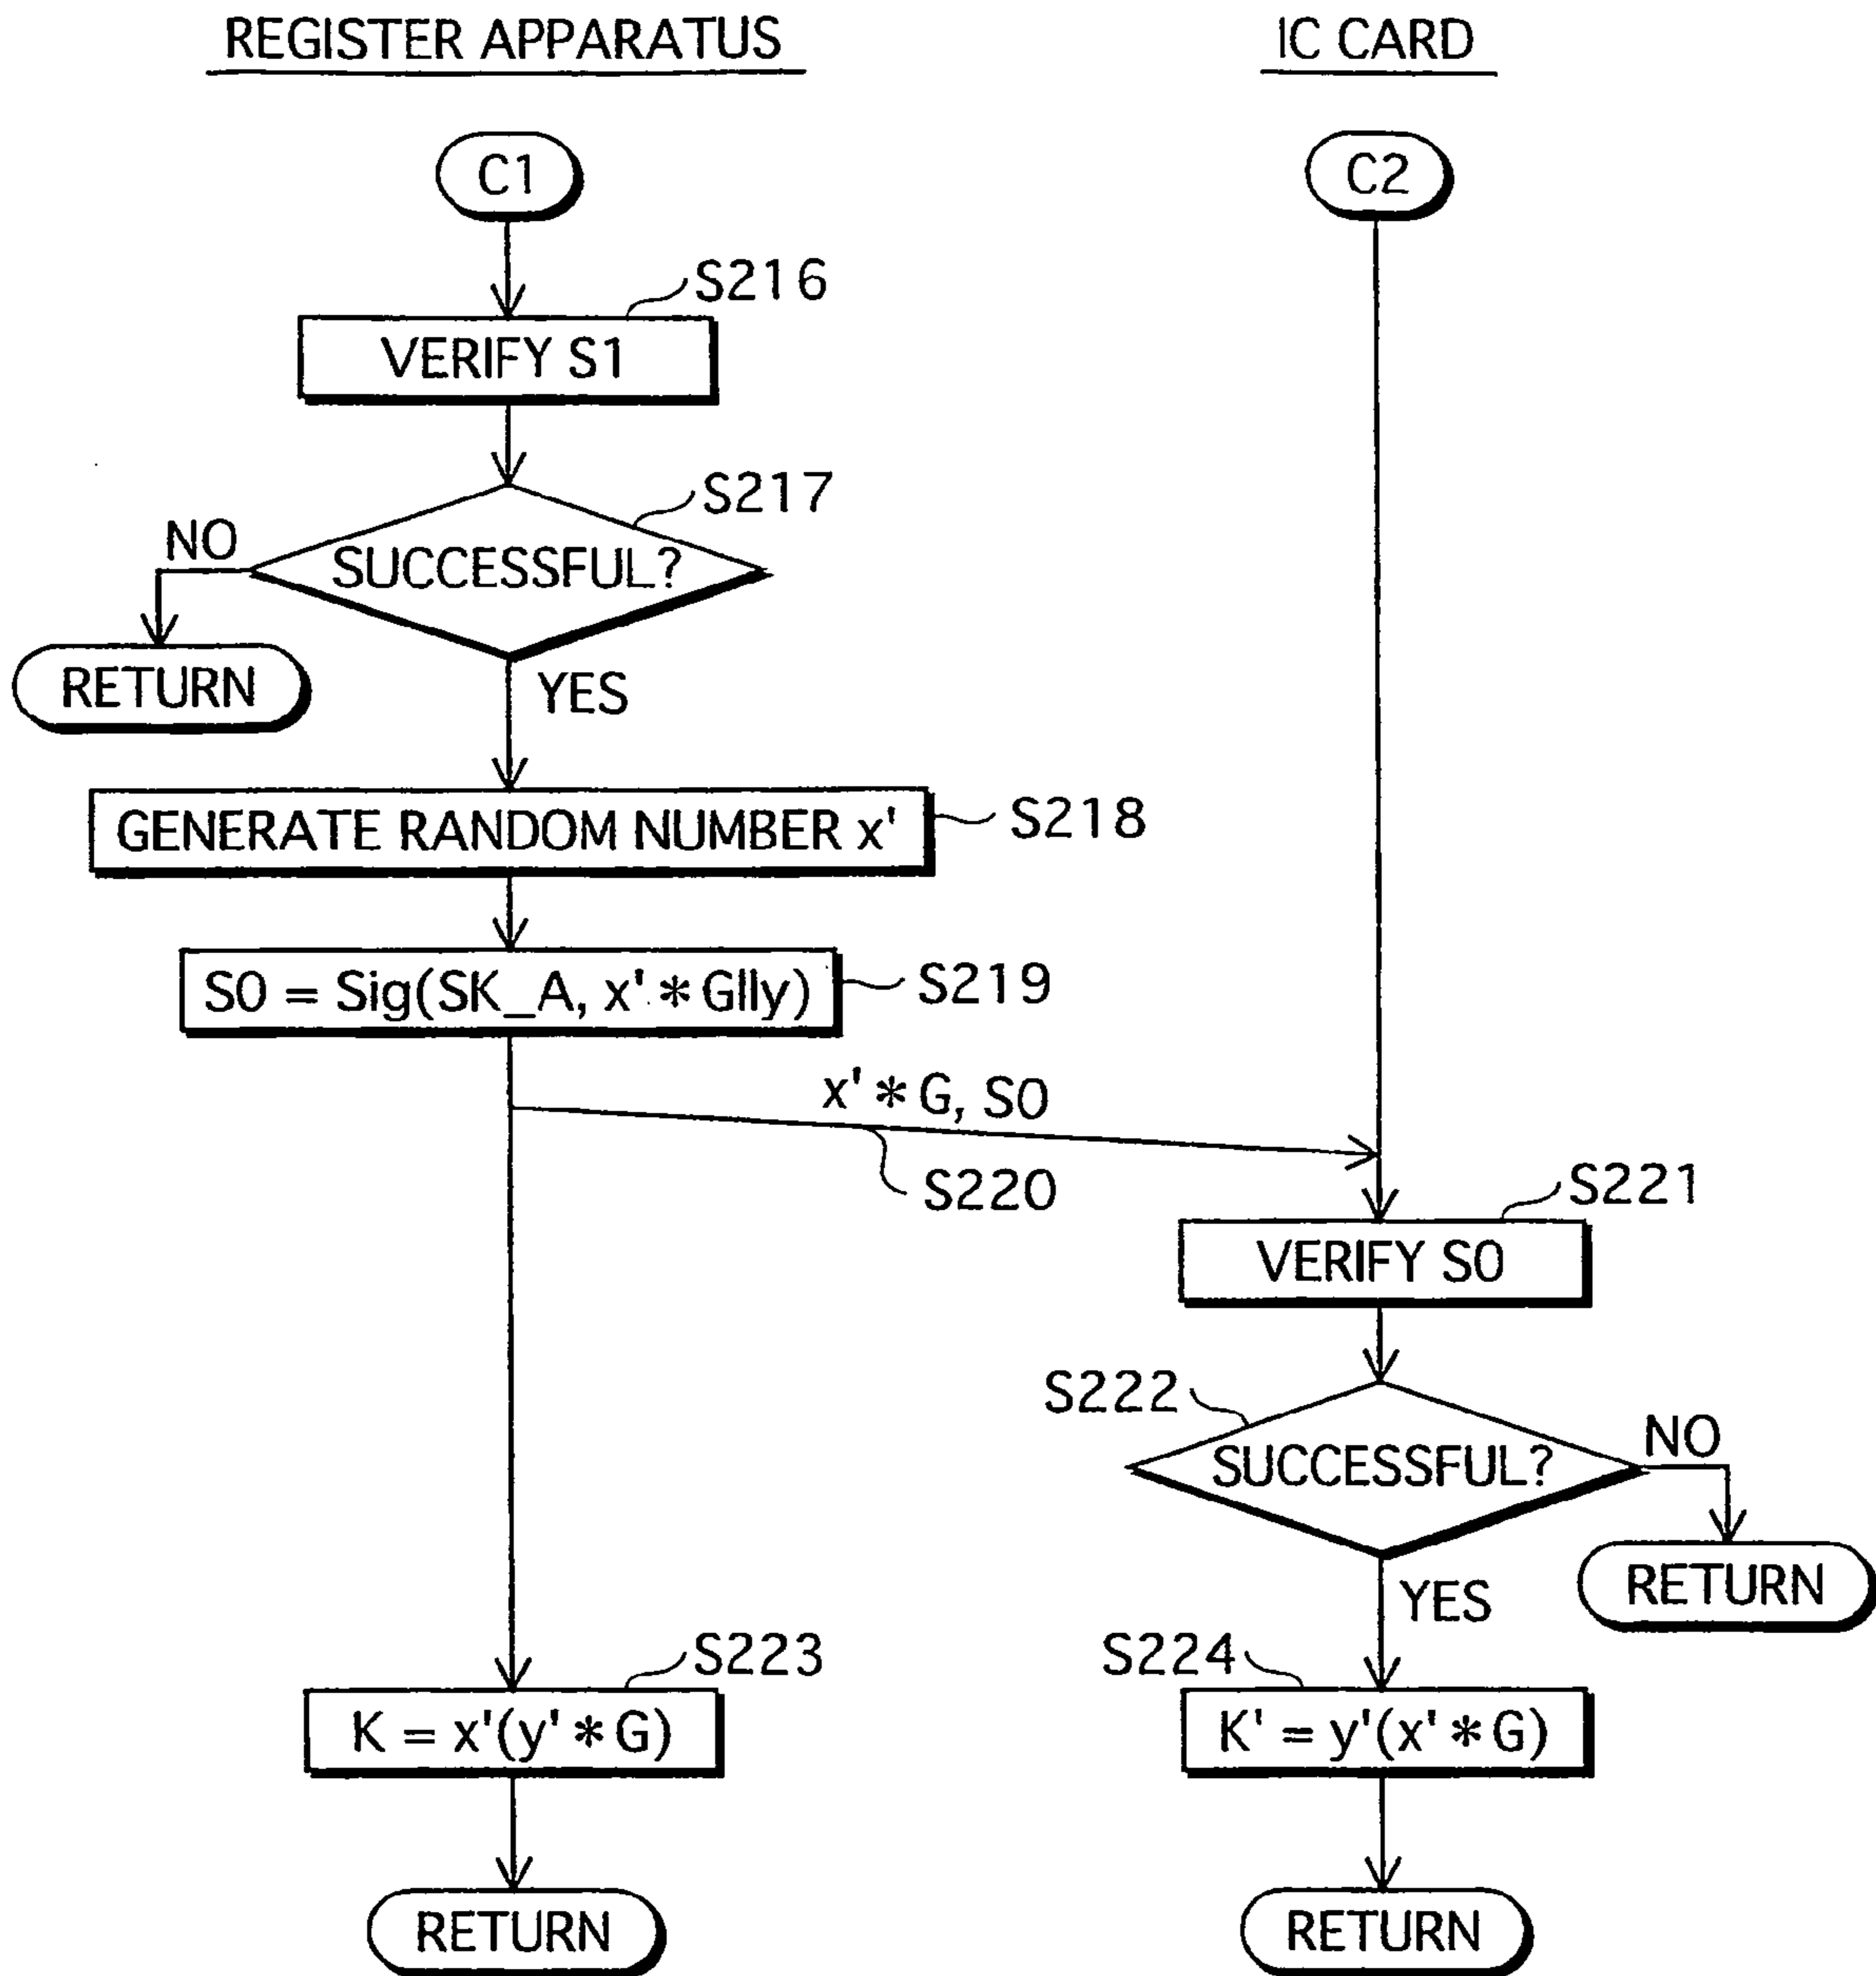 REGISTER APPARATUS
IC CARD
C1
C2
S216
VERIFY S1
S217
NO
SUCCESSFUL?
RETURN
YES
GENERATE RANDOM NUMBER x'
S218
S0 = Sig(SK_A, x' * G||y)
S219
x' * G, S0
S220
S221
VERIFY S0
S222
SUCCESSFUL?
NO
RETURN
YES
S223
S224
K = x'(y' * G)
K' = y'(x' * G)
RETURN
RETURN